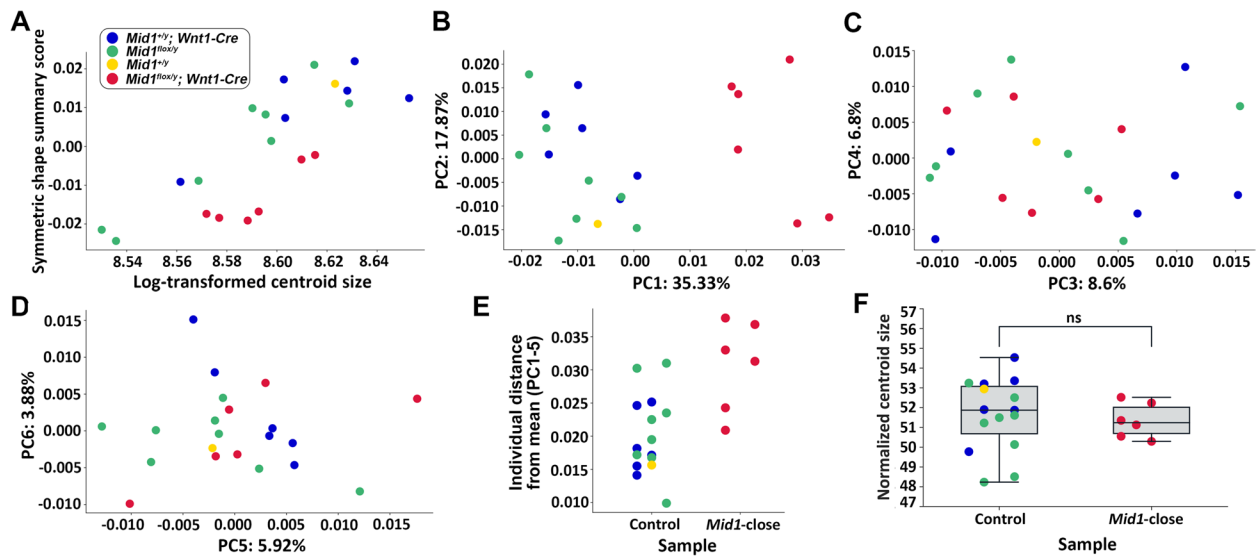 A
Mid1+/y; Wnt1-Cre
Mid1flox/y
Mid1+/y
Mid1flox/y; Wnt1-Cre
Symmetric shape summary score
0.02
0.01
0.00
-0.01
-0.02
8.54 8.56 8.58 8.60 8.62 8.64
Log-transformed centroid size
B
PC2: 17.87%
0.020
0.015
0.010
0.005
0.000
-0.005
-0.010
-0.015
-0.02 -0.01 0.00 0.01 0.02 0.03
PC1: 35.33%
C
PC4: 6.8%
0.015
0.010
0.005
0.000
-0.005
-0.010
-0.010 -0.005 0.000 0.005 0.010 0.015
PC3: 8.6%
D
PC6: 3.88%
0.015
0.010
0.005
0.000
-0.005
-0.010
-0.010 -0.005 0.000 0.005 0.010 0.015
PC5: 5.92%
E
Individual distance
from mean (PC1-5)
0.035
0.030
0.025
0.020
0.015
0.010
Control Mid1-close
Sample
F
Normalized centroid size
57
56
55
54
53
52
51
50
49
48
47
ns
Control Mid1-close
Sample